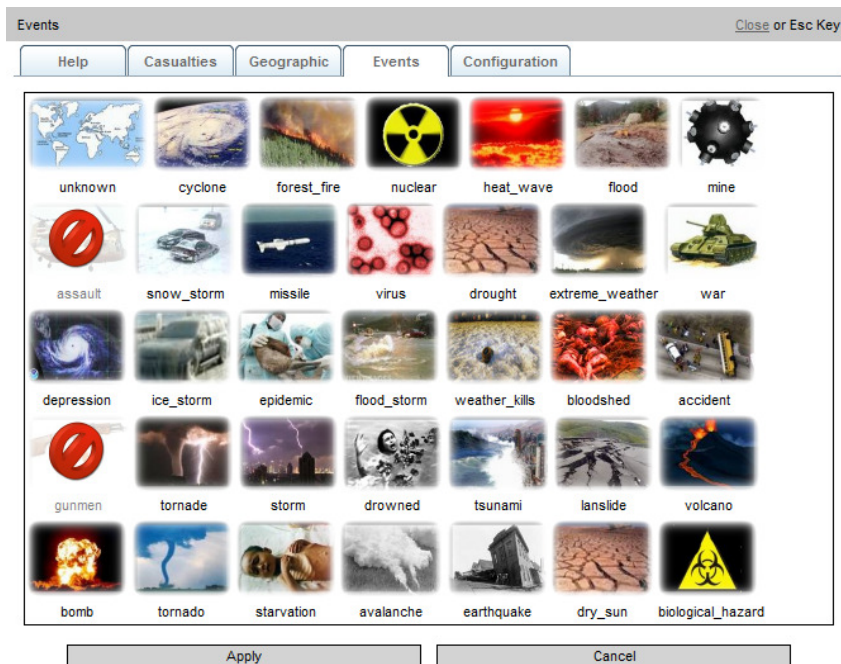 Events Close or Esc Key
Help Casualties Geographic Events Configuration
unknown cyclone forest_fire nuclear heat_wave flood mine
assault snow_storm missile virus drought extreme_weather war
depression ice_storm epidemic flood_storm weather_kills bloodshed accident
gunmen tornade storm drowned tsunami lanslide volcano
bomb tornado starvation avalanche earthquake dry_sun biological_hazard
Apply Cancel